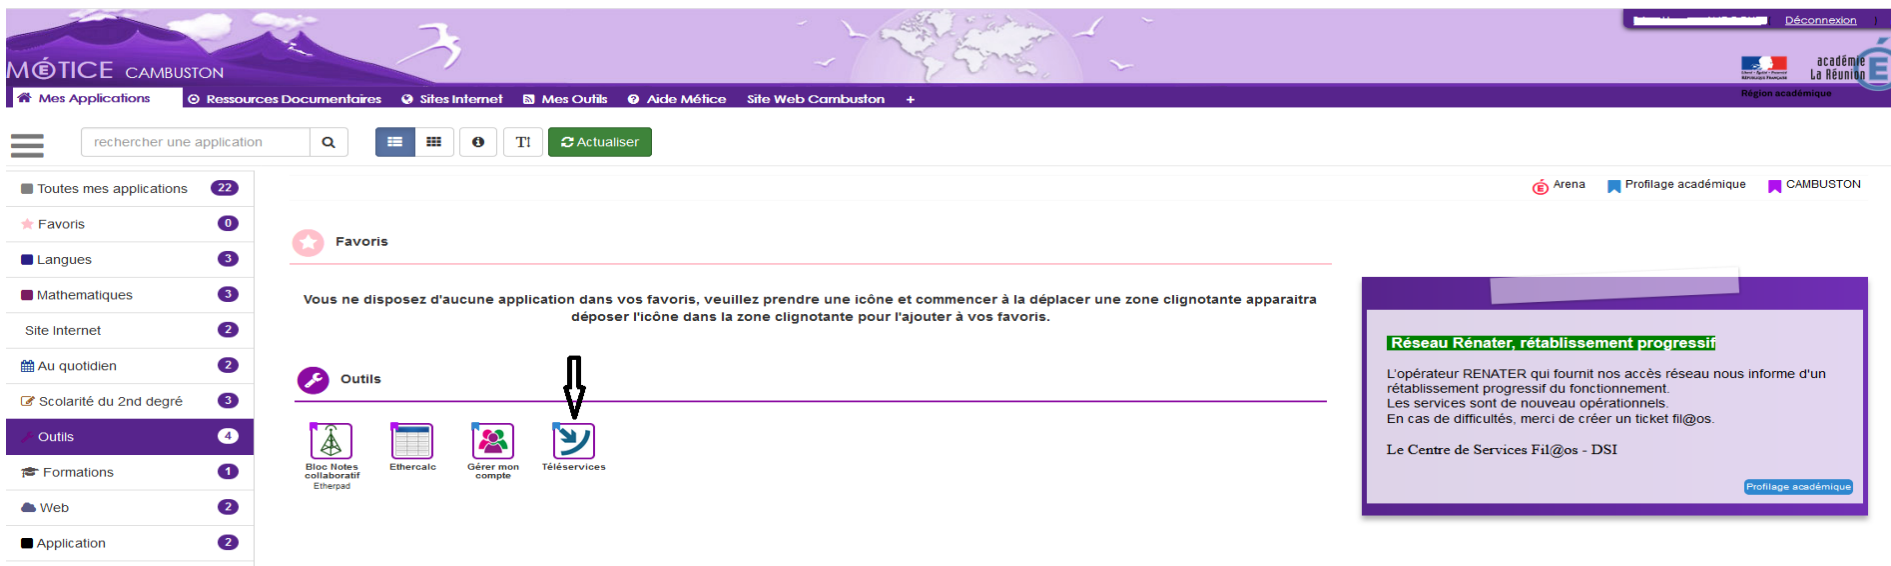 Déconnexion
MÉTICE CAMBUSTON
académie
La Réunion
RÉPUBLIQUE FRANÇAISE
Région académique
Mes Applications Ressources Documentaires Sites Internet Mes Outils Aide Métice Site Web Cambuston +
rechercher une application
T
Actualiser
Arena Profilage académique CAMBUSTON
Toutes mes applications 22
Favoris 0
Langues 3
Mathematiques 3
Site Internet 2
Au quotidien 2
Scolarité du 2nd degré 3
Outils 4
Formations 1
Web 2
Application 2
Favoris
Vous ne disposez d'aucune application dans vos favoris, veuillez prendre une icône et commencer à la déplacer une zone clignotante apparaitra
déposer l'icône dans la zone clignotante pour l'ajouter à vos favoris.
Outils
Bloc Notes
collaboratif
Etherpad
Ethercalc
Gérer mon
compte
Téléservices
Réseau Rénater, rétablissement progressif
L'opérateur RENATER qui fournit nos accès réseau nous informe d'un
rétablissement progressif du fonctionnement.
Les services sont de nouveau opérationnels.
En cas de difficultés, merci de créer un ticket fil@os.
Le Centre de Services Fil@os - DSI
Profilage académique